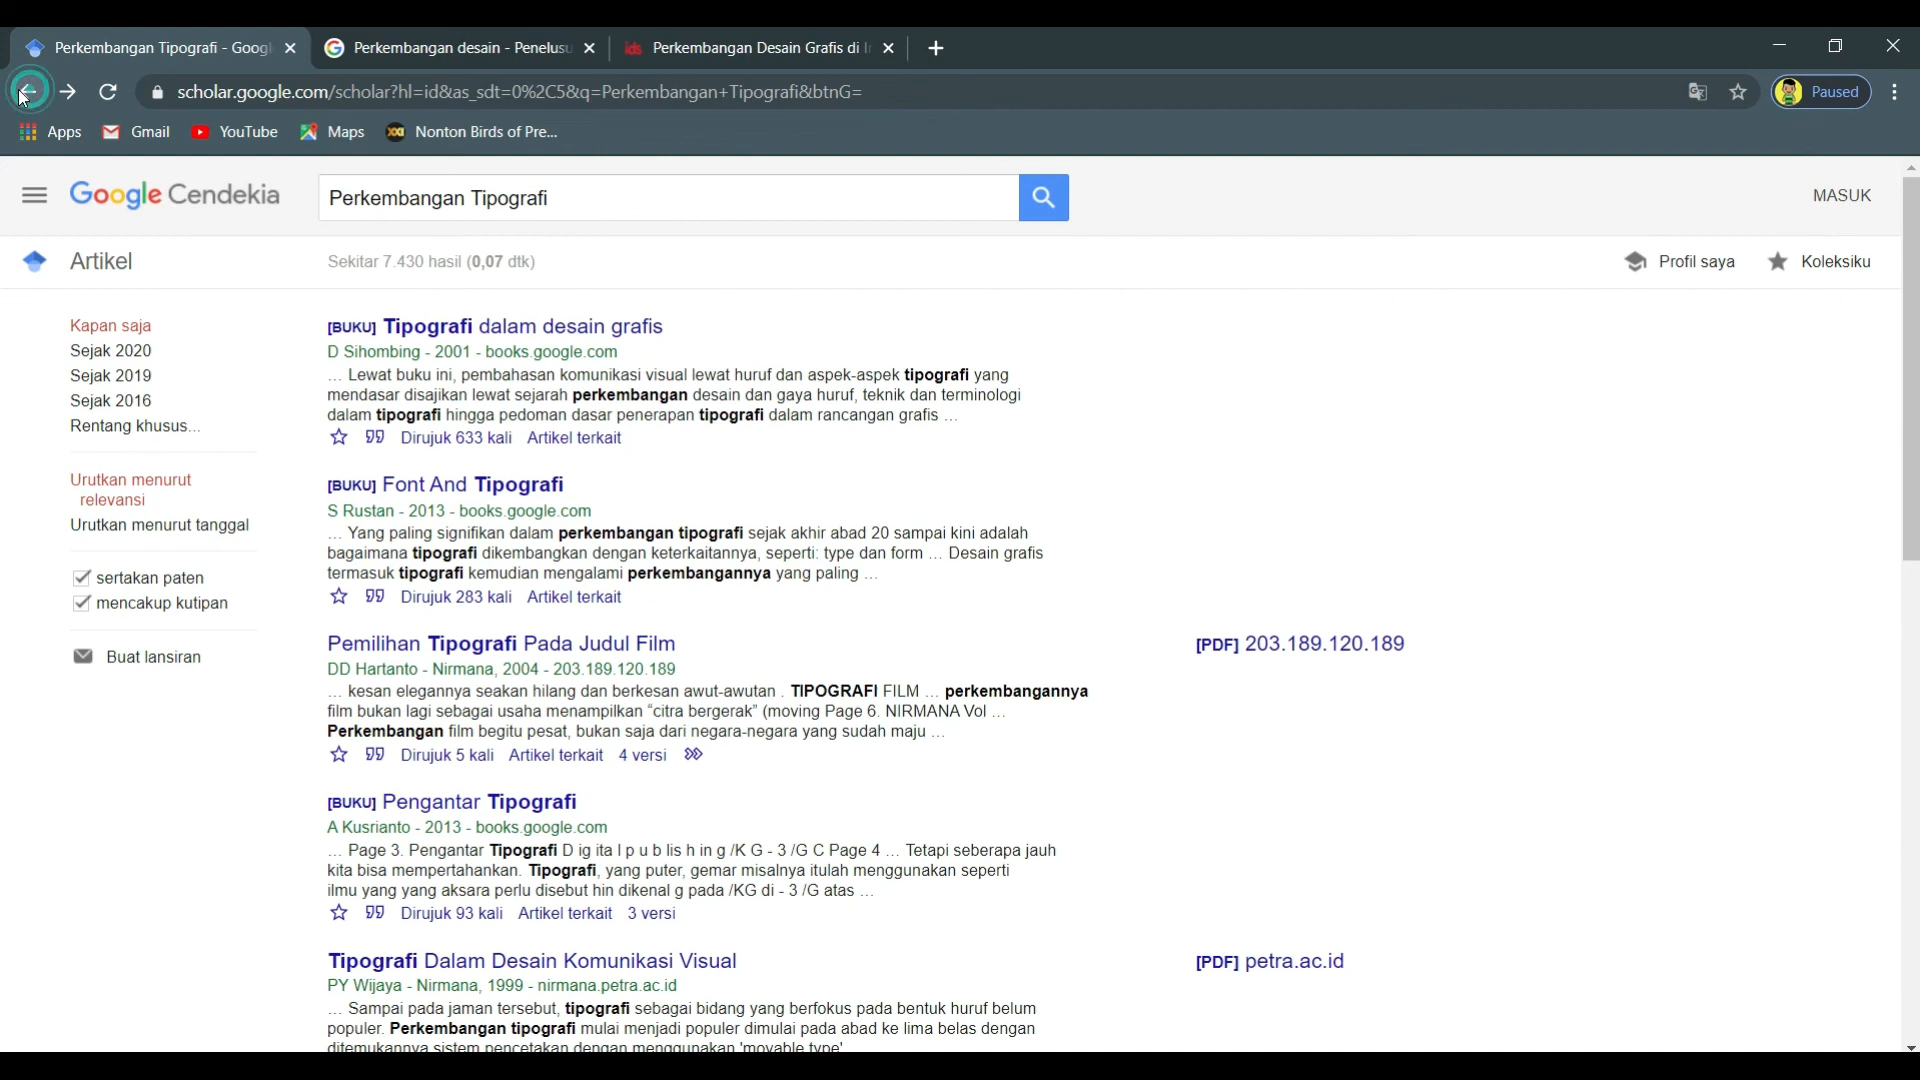 Perkembangan Tipografi - Goog
Perkembangan desain - Penelusu
ids
Perkembangan Desain Grafis di I
scholar.google.com/scholar?hl=id&as_sdt=0%2C5&q=Perkembangan+Tipografi&btnG=
Paused
Apps
Gmail
YouTube
Maps
Nonton Birds of Pre...
Google Cendekia
Perkembangan Tipografi
MASUK
Artikel
Sekitar 7.430 hasil (0,07 dtk)
Profil saya
Koleksiku
Kapan saja
Sejak 2020
Sejak 2019
Sejak 2016
Rentang khusus...
Urutkan menurut
relevansi
Urutkan menurut tanggal
sertakan paten
mencakup kutipan
Buat lansiran
[BUKU] Tipografi dalam desain grafis
D Sihombing - 2001 - books.google.com
... Lewat buku ini, pembahasan komunikasi visual lewat huruf dan aspek-aspek tipografi yang
mendasar disajikan lewat sejarah perkembangan desain dan gaya huruf, teknik dan terminologi
dalam tipografi hingga pedoman dasar penerapan tipografi dalam rancangan grafis ...
Dirujuk 633 kali Artikel terkait
[BUKU] Font And Tipografi
S Rustan - 2013 - books.google.com
... Yang paling signifikan dalam perkembangan tipografi sejak akhir abad 20 sampai kini adalah
bagaimana tipografi dikembangkan dengan keterkaitannya, seperti: type dan form ... Desain grafis
termasuk tipografi kemudian mengalami perkembangannya yang paling ...
Dirujuk 283 kali Artikel terkait
Pemilihan Tipografi Pada Judul Film
[PDF] 203.189.120.189
DD Hartanto - Nirmana, 2004 - 203.189.120.189
... kesan elegannya seakan hilang dan berkesan awut-awutan . TIPOGRAFI FILM ... perkembangannya
film bukan lagi sebagai usaha menampilkan “citra bergerak” (moving Page 6. NIRMANA Vol ...
Perkembangan film begitu pesat, bukan saja dari negara-negara yang sudah maju ...
Dirujuk 5 kali Artikel terkait 4 versi
[BUKU] Pengantar Tipografi
A Kusrianto - 2013 - books.google.com
... Page 3. Pengantar Tipografi D ig ita l p u b lis h in g /K G - 3 /G C Page 4 ... Tetapi seberapa jauh
kita bisa mempertahankan. Tipografi, yang puter, gemar misalnya itulah menggunakan seperti
ilmu yang yang aksara perlu disebut hin dikenal g pada /KG di - 3 /G atas ...
Dirujuk 93 kali Artikel terkait 3 versi
Tipografi Dalam Desain Komunikasi Visual
[PDF] petra.ac.id
PY Wijaya - Nirmana, 1999 - nirmana.petra.ac.id
... Sampai pada jaman tersebut, tipografi sebagai bidang yang berfokus pada bentuk huruf belum
populer. Perkembangan tipografi mulai menjadi populer dimulai pada abad ke lima belas dengan
ditemukannya sistem pencetakan dengan menggunakan 'movable type'